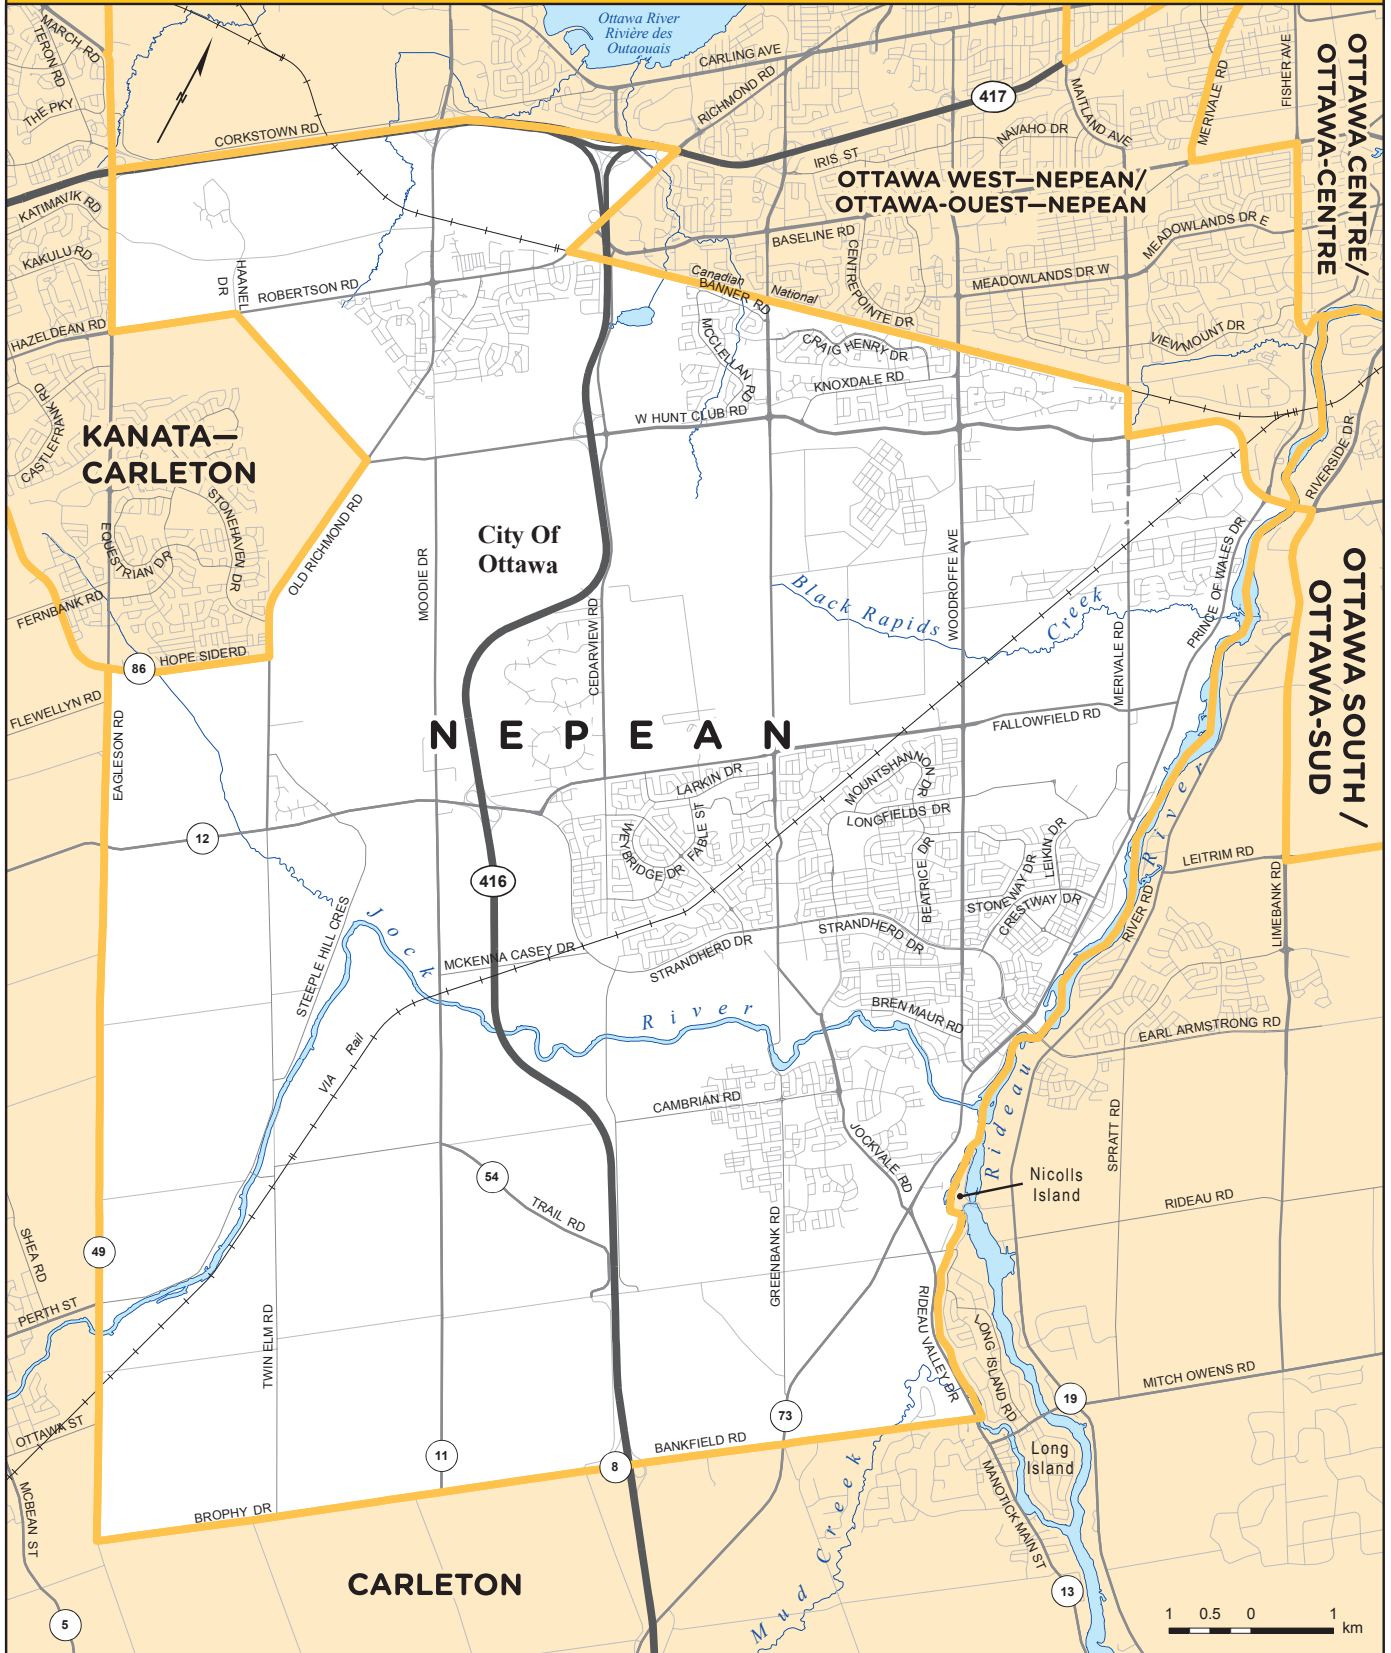 MARCH RD
TERON RD
THE PKY
N
CORKSTOWN RD
Ottawa River
Rivière des
Outaouais
CARLING AVE
RICHMOND RD
417
NAVAHO DR
MAITLAND AVE
MERIVALE RD
FISHER AVE
IRIS ST
OTTAWA CENTRE/
OTTAWA-CENTRE
OTTAWA WEST—NEPEAN/
OTTAWA-OUEST—NEPEAN
KATIMAVIK RD
KAKULU RD
HAANEL
DR
ROBERTSON RD
HAZELDEAN RD
BASELINE RD
CENTREPOINTE DR
MEADOWLANDS DR E
MEADOWLANDS DR W
Canadian
National
BANNER RD
MCCLELLAN RD
CRAIG HENRY DR
KNOXDALE RD
VIEWMOUNT DR
W HUNT CLUB RD
CASTLEFRANK RD
KANATA—
CARLETON
STONEHAVEN DR
EQUESTRIAN DR
OLD RICHMOND RD
FERNBANK RD
City Of
Ottawa
MOODIE DR
CEDARVIEW RD
Black Rapids
Creek
WOODROFFE AVE
MERIVALE RD
PRINCE OF WALES DR
RIVERSIDE DR
OTTAWA SOUTH /
OTTAWA-SUD
86
HOPE SIDERD
FLEWELLYN RD
EAGLESON RD
NEPEAN
FALLOWFIELD RD
LARKIN DR
MOUNTSHANNON DR
LONGFIELDS DR
WEYBRIDGE DR
FABLE ST
BEATRICE DR
LEIKIN DR
STONEWAY DR
CRESTWAY DR
12
416
LEITRIM RD
LIMEBANK RD
RIVER RD
STEEPLE HILL CRES
Jock
River
MCKENNA CASEY DR
STRANDHERD DR
STRANDHERD DR
BREN MAUR RD
VIA Rail
EARL ARMSTRONG RD
Rideau
River
CAMBRIAN RD
JOCKVALE RD
SPRATT RD
54
TRAIL RD
Nicolls
Island
RIDEAU RD
GREENBANK RD
SHEA RD
49
PERTH ST
TWIN ELM RD
RIDEAU VALLEY DR
LONG ISLAND RD
MITCH OWENS RD
19
OTTAWA ST
73
11
8
BANKFIELD RD
Long
Island
MCBEAN ST
BROPHY DR
MANOTICK MAIN ST
Mud Creek
CARLETON
13
5
1 0.5 0 1
km